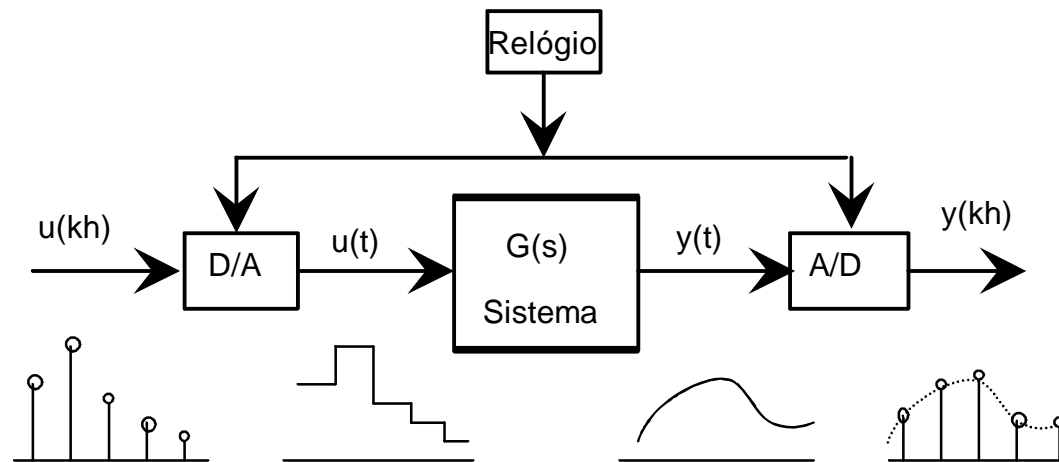 Relógio
u(kh)
D/A
u(t)
G(s)
Sistema
y(t)
A/D
y(kh)